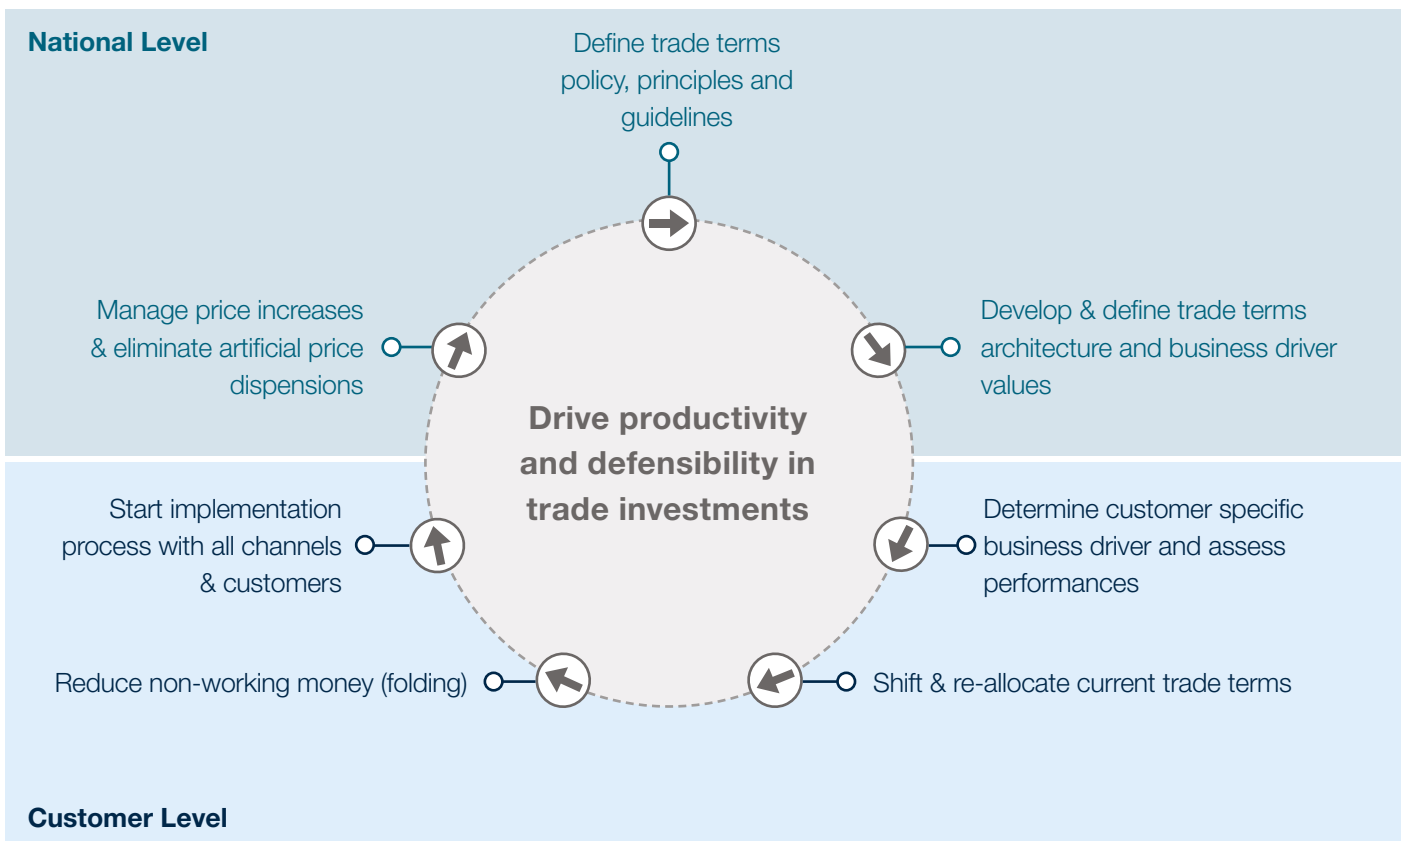 National Level
Define trade terms
policy, principles and
guidelines
Manage price increases
& eliminate artificial price
dispensions
Develop & define trade terms
architecture and business driver
values
Drive productivity
and defensibility in
trade investments
Start implementation
process with all channels
& customers
Determine customer specific
business driver and assess
performances
Reduce non-working money (folding)
Shift & re-allocate current trade terms
Customer Level